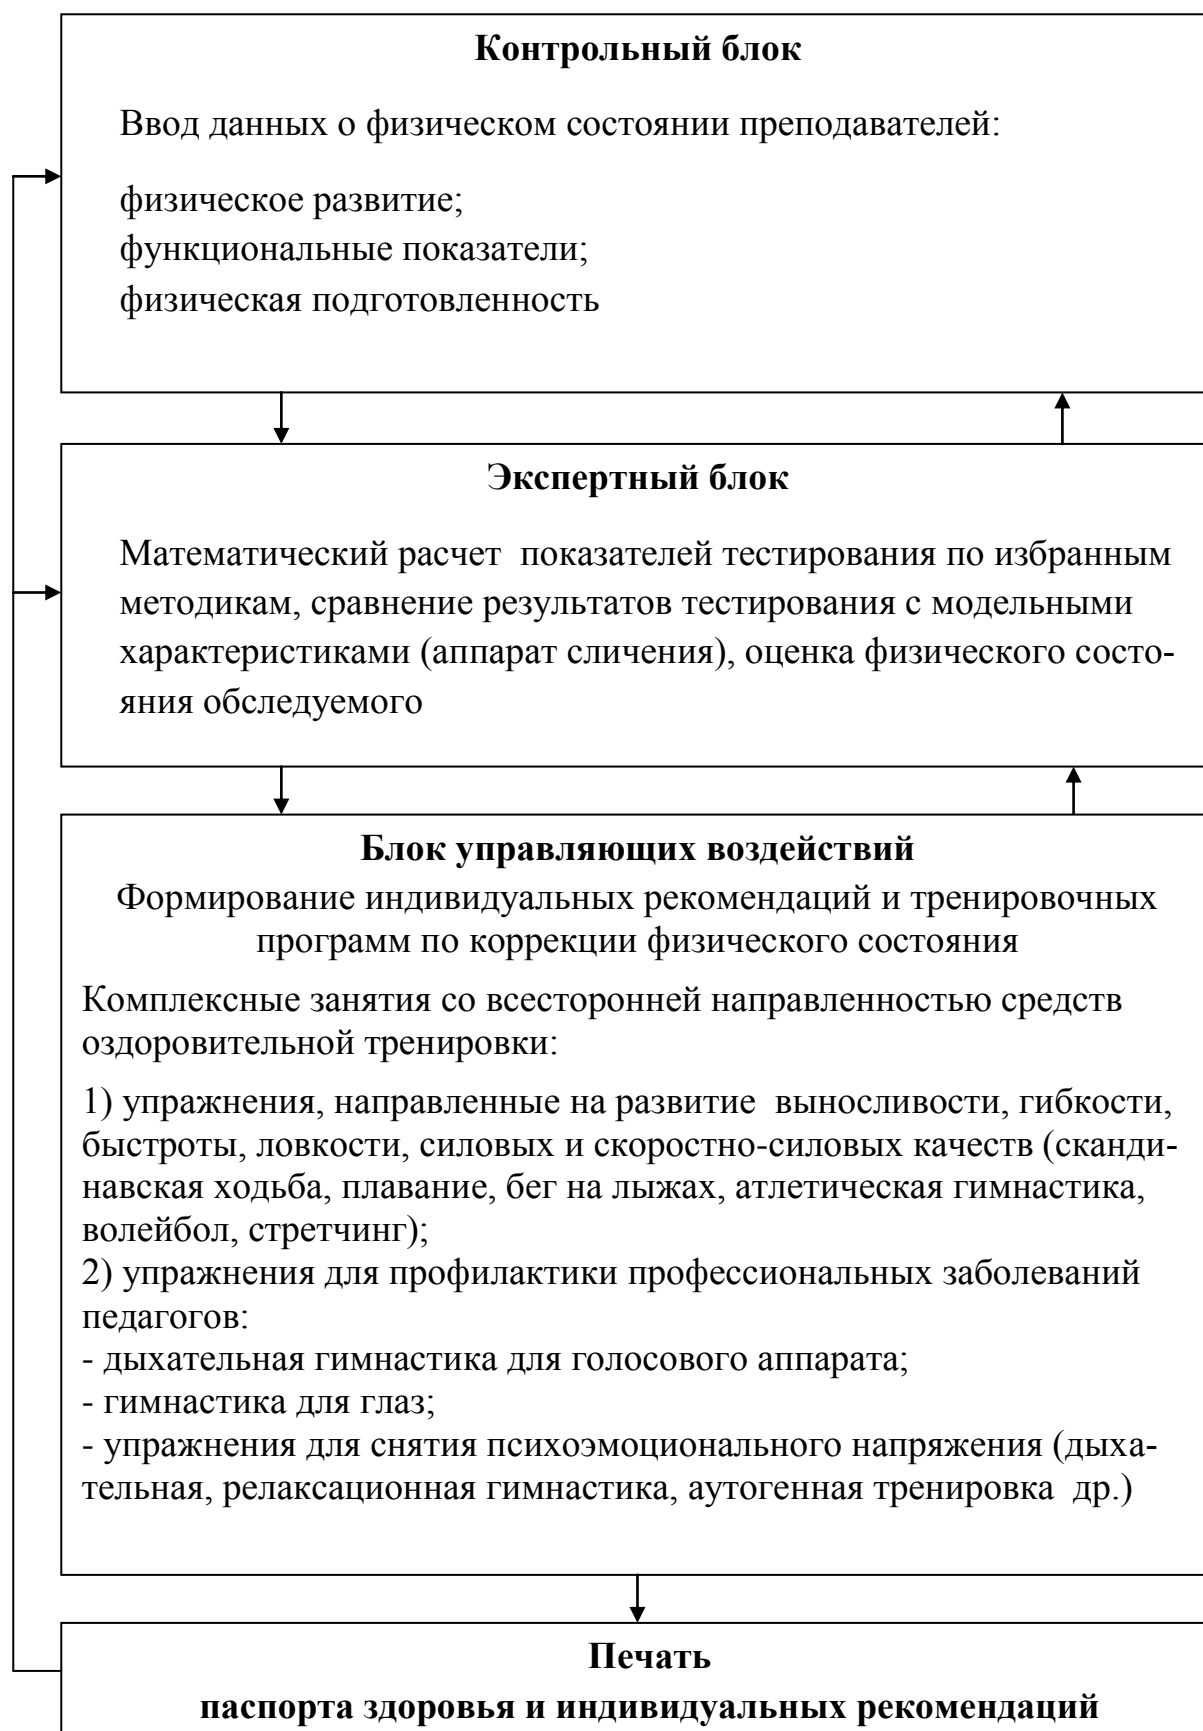 Контрольный блок
Ввод данных о физическом состоянии преподавателей:
физическое развитие;
функциональные показатели;
физическая подготовленность
Экспертный блок
Математический расчет показателей тестирования по избранным
методикам, сравнение результатов тестирования с модельными
характеристиками (аппарат сличения), оценка физического состо-
яния обследуемого
Блок управляющих воздействий
Формирование индивидуальных рекомендаций и тренировочных
программ по коррекции физического состояния
Комплексные занятия со всесторонней направленностью средств
оздоровительной тренировки:
1) упражнения, направленные на развитие выносливости, гибкости,
быстроты, ловкости, силовых и скоростно-силовых качеств (сканди-
навская ходьба, плавание, бег на лыжах, атлетическая гимнастика,
волейбол, стретчинг);
2) упражнения для профилактики профессиональных заболеваний
педагогов:
- дыхательная гимнастика для голосового аппарата;
- гимнастика для глаз;
- упражнения для снятия психоэмоционального напряжения (дыха-
тельная, релаксационная гимнастика, аутогенная тренировка др.)
Печать
паспорта здоровья и индивидуальных рекомендаций